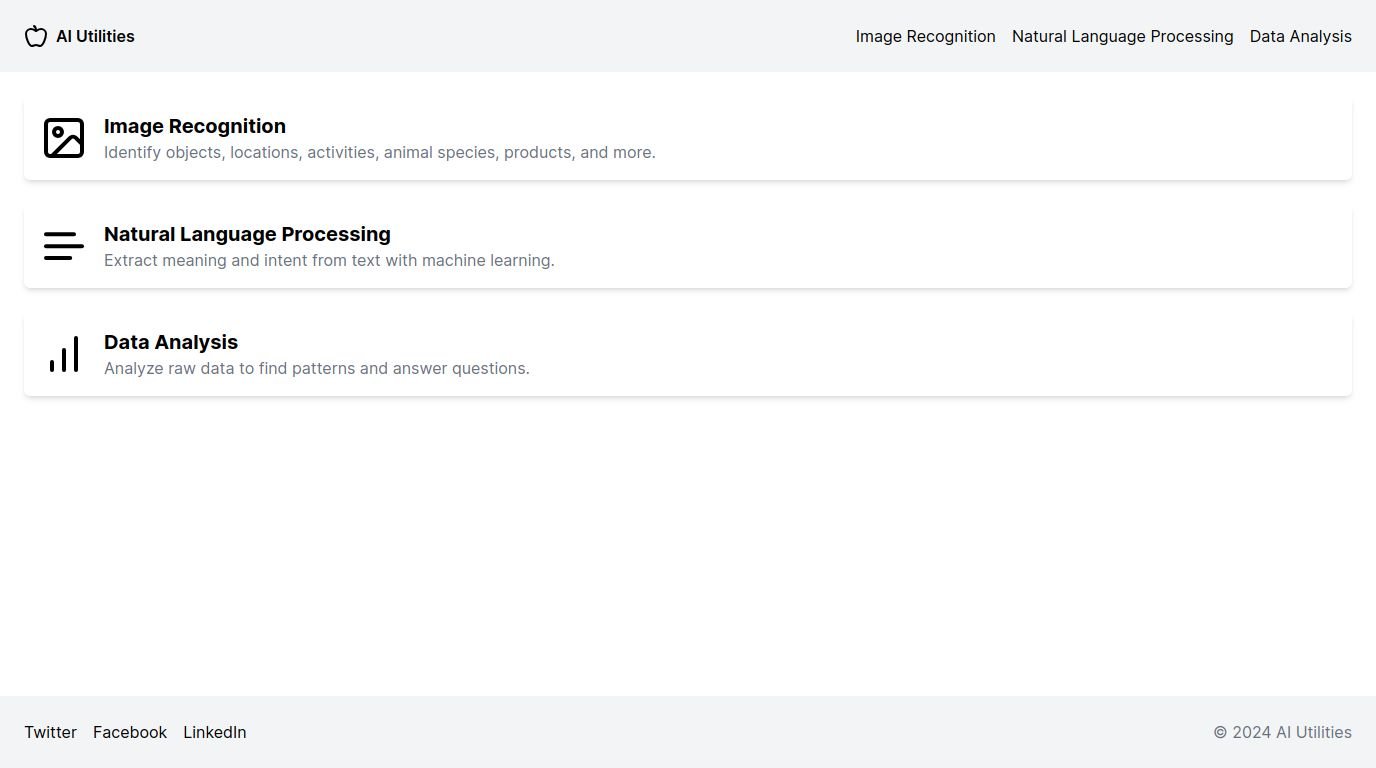 AI Utilities
Image Recognition
Natural Language Processing
Data Analysis
Image Recognition
Identify objects, locations, activities, animal species, products, and more.
Natural Language Processing
Extract meaning and intent from text with machine learning.
Data Analysis
Analyze raw data to find patterns and answer questions.
Twitter
Facebook
LinkedIn
© 2024 AI Utilities